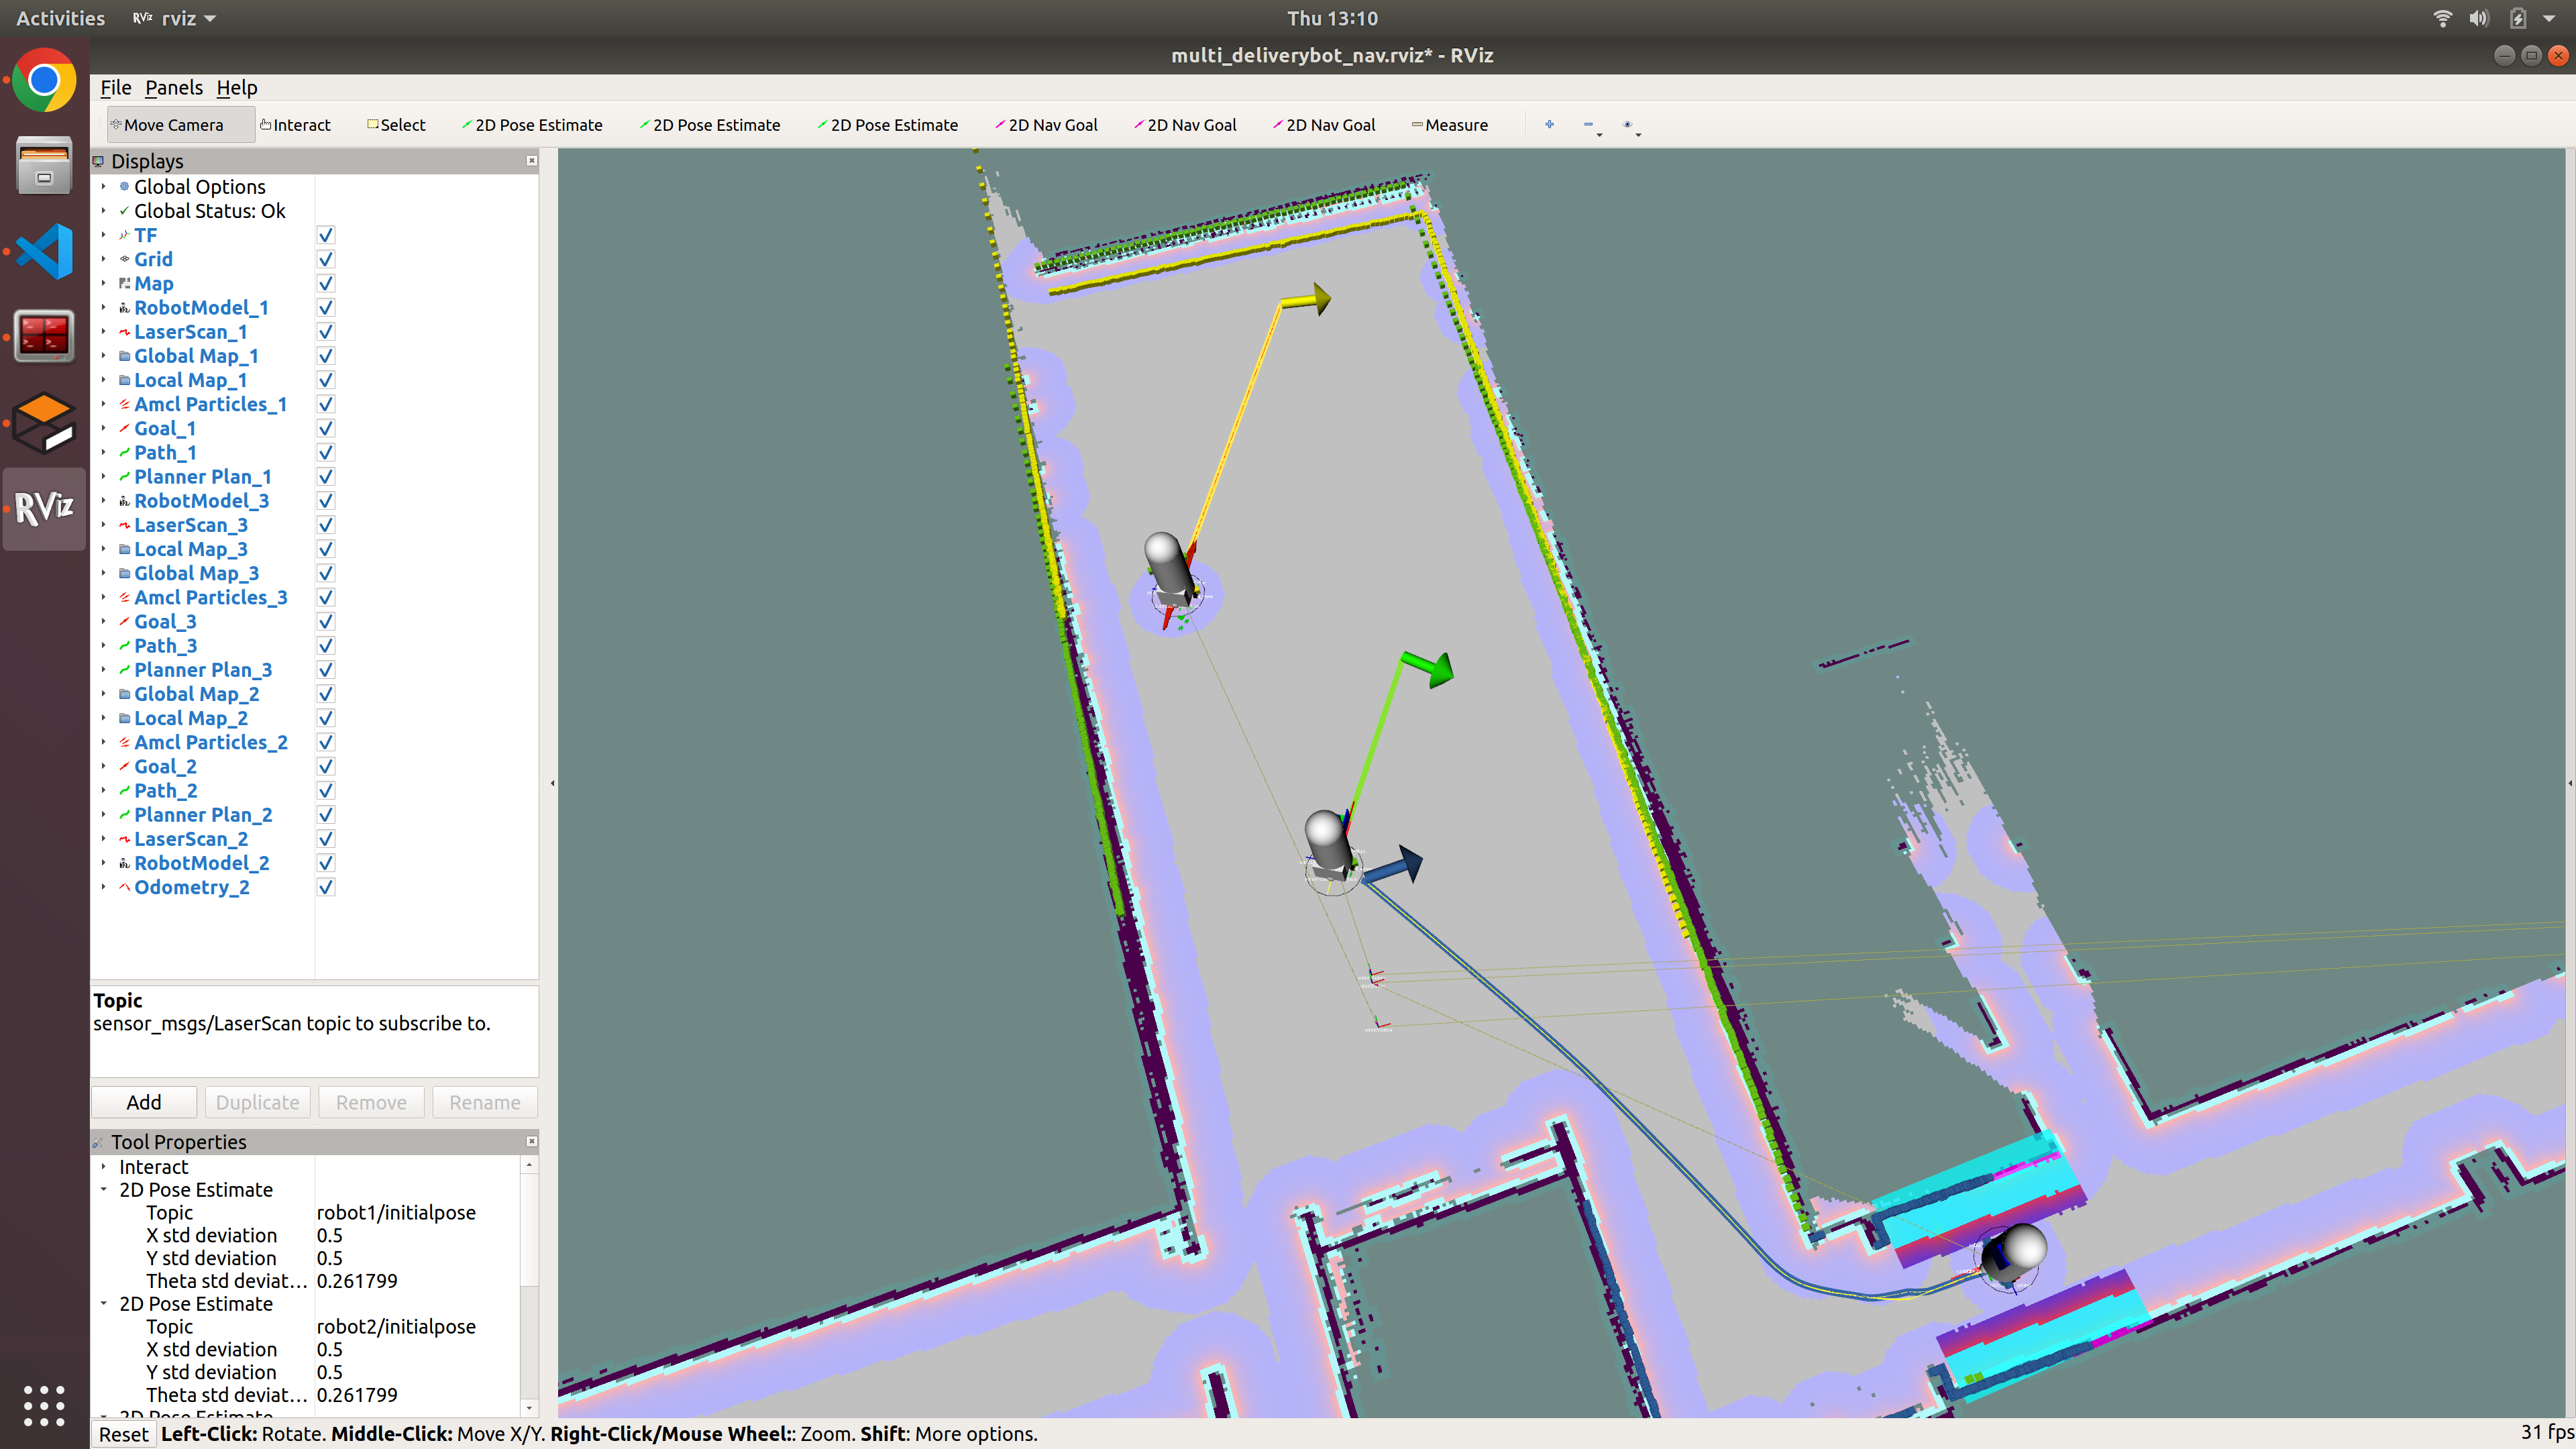 Activities
RViz rviz
Thu 13:10
multi_deliverybot_nav.rviz* - RViz
File Panels Help
Move Camera Interact Select 2D Pose Estimate 2D Pose Estimate 2D Pose Estimate 2D Nav Goal 2D Nav Goal 2D Nav Goal Measure
Displays
Global Options
Global Status: Ok
TF
Grid
Map
RobotModel_1
LaserScan_1
Global Map_1
Local Map_1
Amcl Particles_1
Goal_1
Path_1
Planner Plan_1
RobotModel_3
LaserScan_3
Local Map_3
Global Map_3
Amcl Particles_3
Goal_3
Path_3
Planner Plan_3
Global Map_2
Local Map_2
Amcl Particles_2
Goal_2
Path_2
Planner Plan_2
LaserScan_2
RobotModel_2
Odometry_2
RViz
Topic
sensor_msgs/LaserScan topic to subscribe to.
Add Duplicate Remove Rename
Tool Properties
Interact
2D Pose Estimate
Topic robot1/initialpose
X std deviation 0.5
Y std deviation 0.5
Theta std deviat... 0.261799
2D Pose Estimate
Topic robot2/initialpose
X std deviation 0.5
Y std deviation 0.5
Theta std deviat... 0.261799
2D Pose Estimate
Reset Left-Click: Rotate. Middle-Click: Move X/Y. Right-Click/Mouse Wheel:: Zoom. Shift: More options.
31 fps